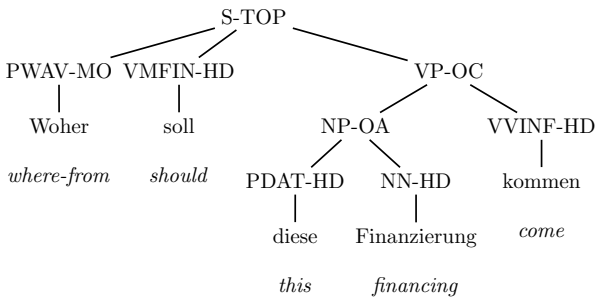 S-TOP
PWAV-MO VMFIN-HD VP-OC
Woher soll NP-OA VVINF-HD
where-from should PDAT-HD NN-HD kommen
diese Finanzierung come
this financing